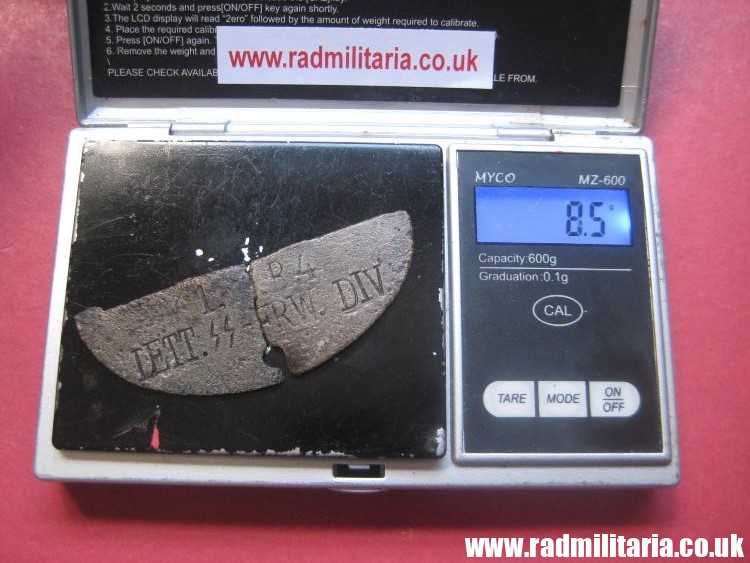 2.Wait 2 seconds and press[ON/OFF] key again shortly.
3.The LCD display will read "zero" followed by the amount of weight required to calibrate.
4. Place the required
5. Press [ON/OFF] again.
6. Remove the weight and
PLEASE CHECK AVAILAB
LE FROM.
www.radmilitaria.co.uk
MYCO MZ-600
8.5
Capacity:600g
Graduation:0.1g
CAL
TARE MODE ON/OFF
1. D.4
LETT. SS-FRW. DIV.
www.radmilitaria.co.uk